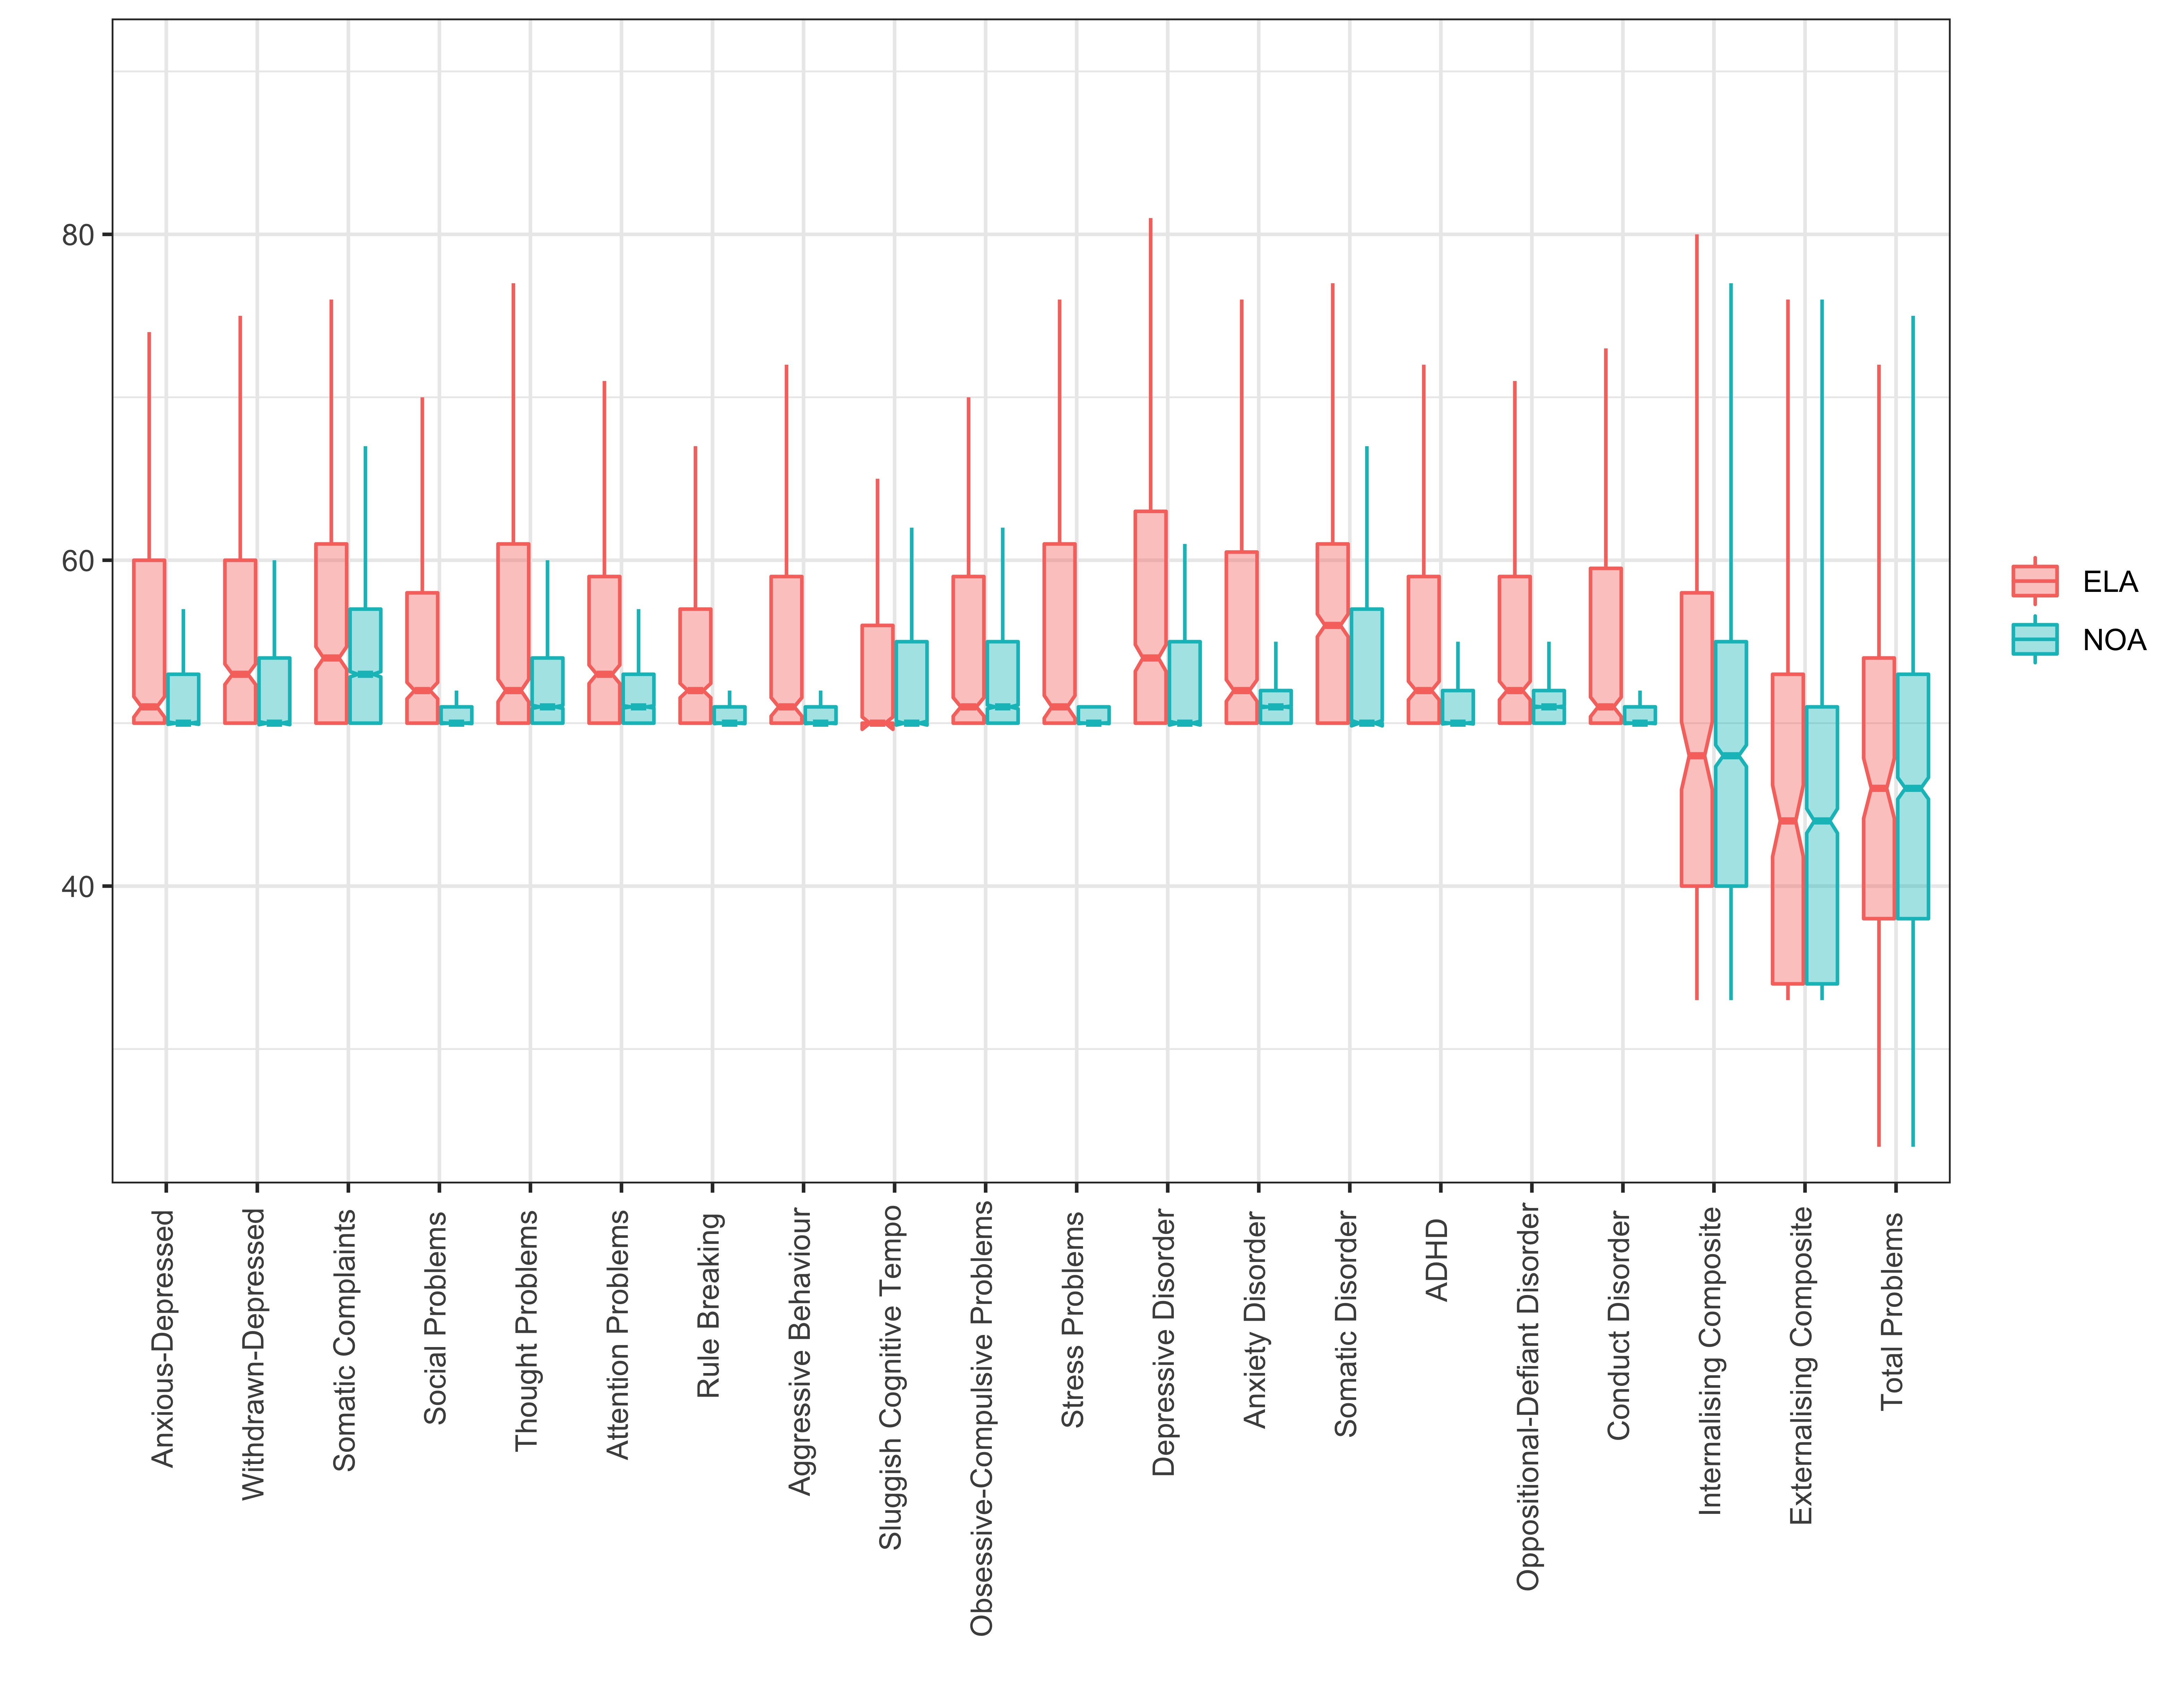 80
60
40
ELA
NOA
Anxious-Depressed
Withdrawn-Depressed
Somatic Complaints
Social Problems
Thought Problems
Attention Problems
Rule Breaking
Aggressive Behaviour
Sluggish Cognitive Tempo
Obsessive-Compulsive Problems
Stress Problems
Depressive Disorder
Anxiety Disorder
Somatic Disorder
ADHD
Oppositional-Defiant Disorder
Conduct Disorder
Internalising Composite
Externalising Composite
Total Problems